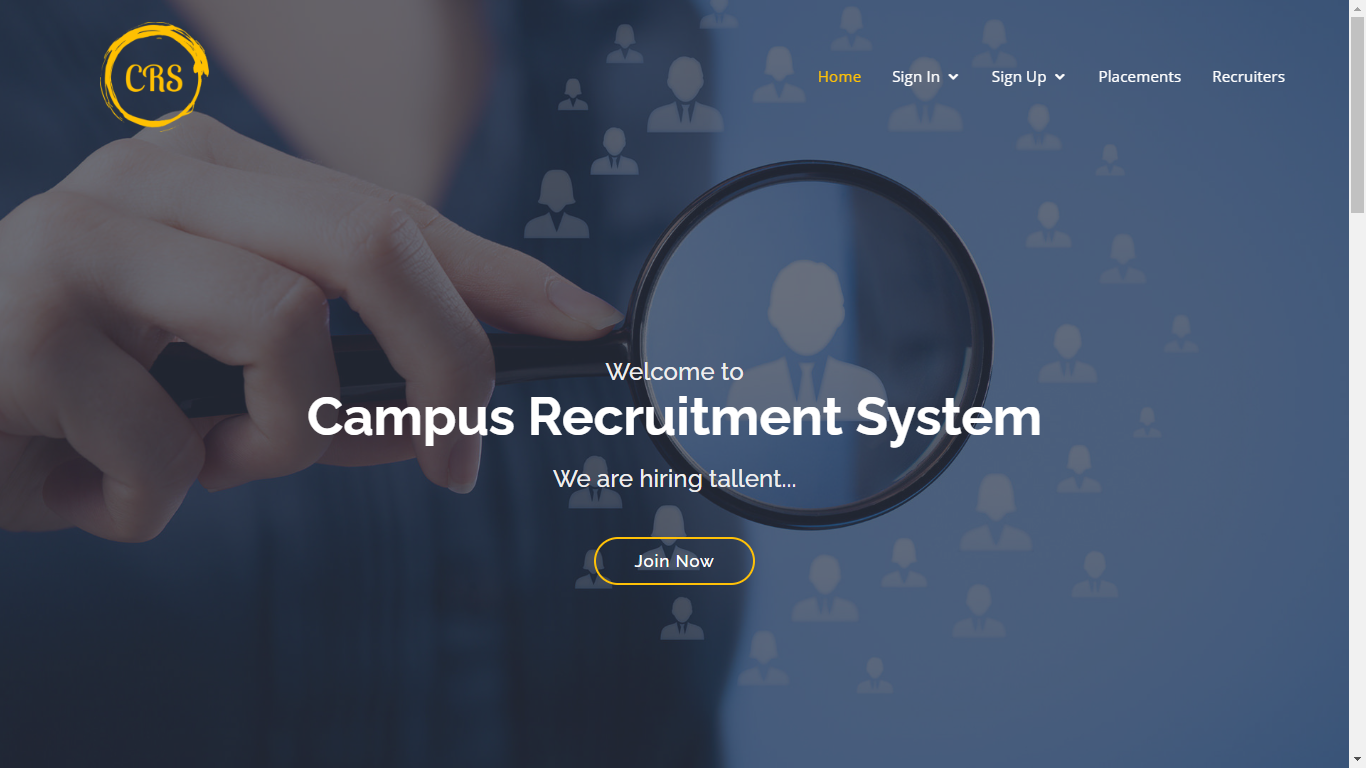 CRS
Home Sign In Sign Up Placements Recruiters
Welcome to
Campus Recruitment System
We are hiring tallent...
Join Now